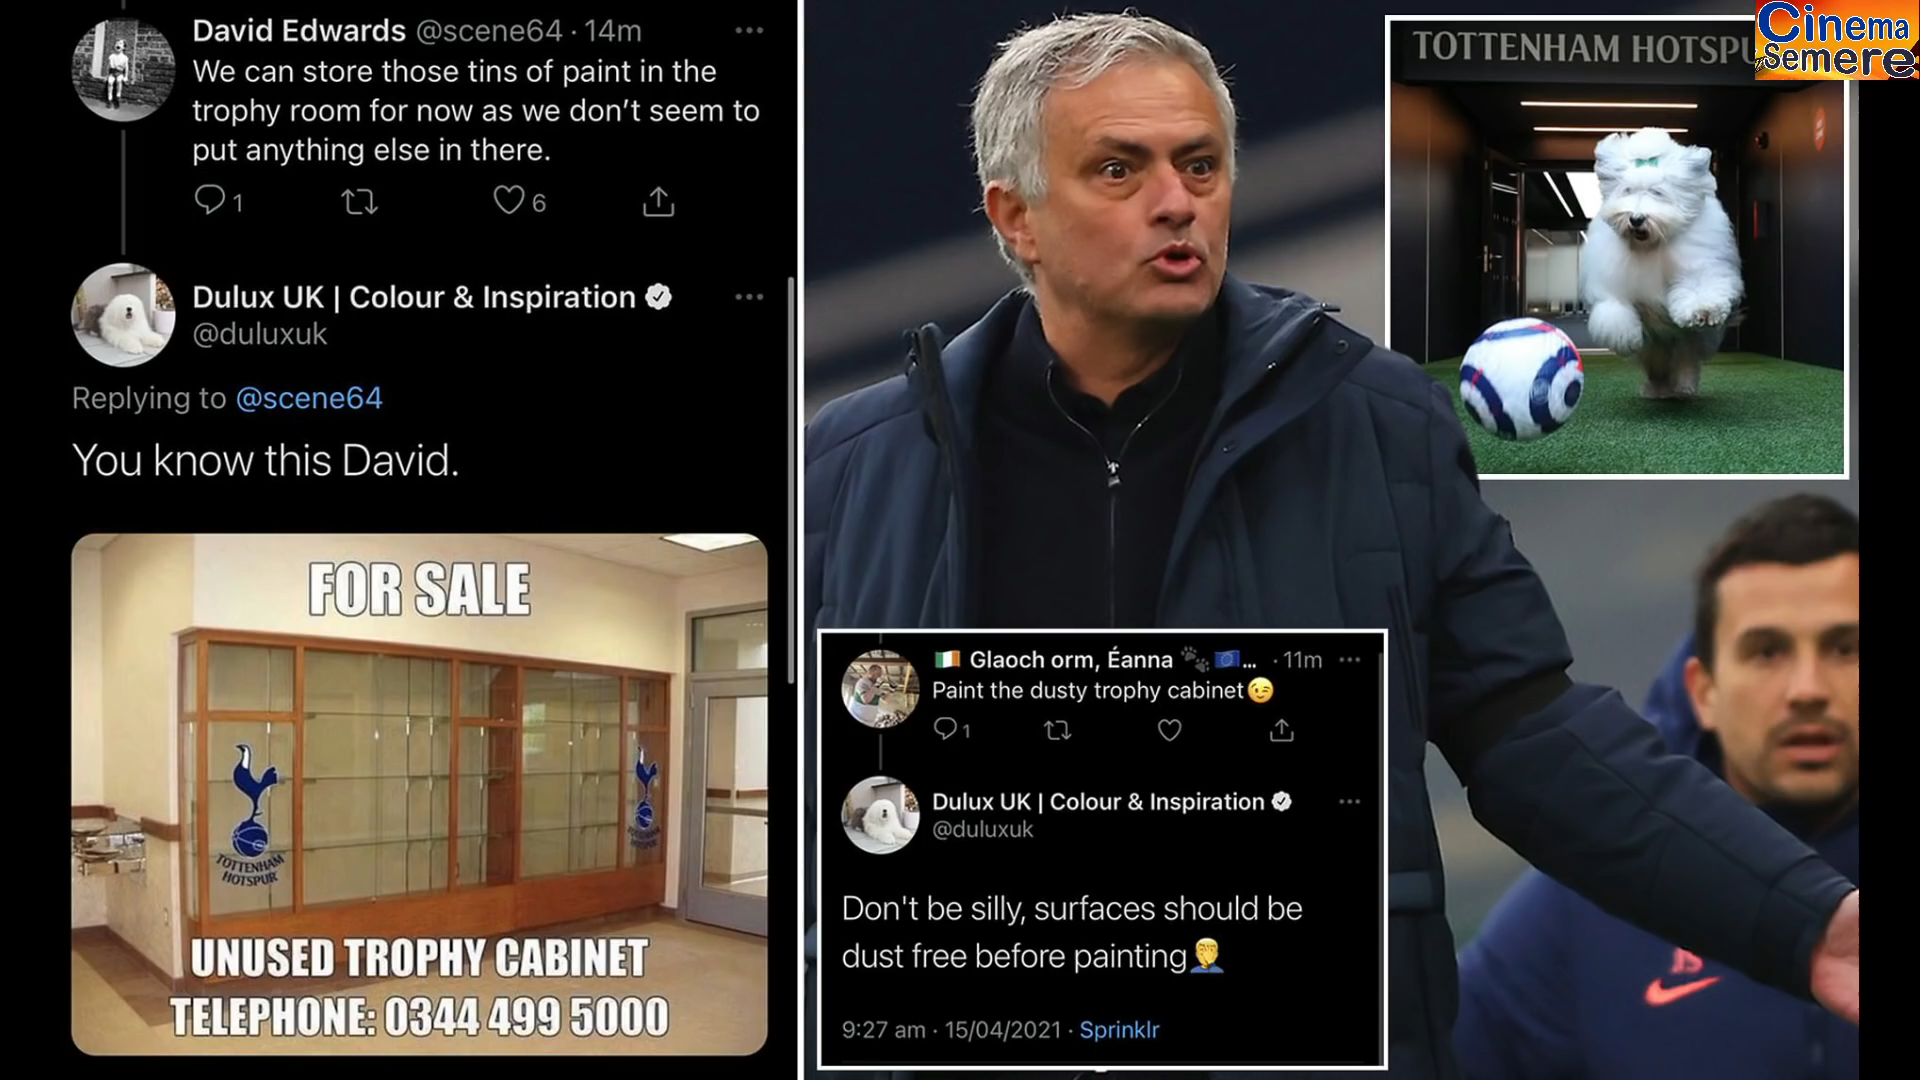 David Edwards @scene64 · 14m
We can store those tins of paint in the
trophy room for now as we don’t seem to
put anything else in there.
1
6
Dulux UK | Colour & Inspiration
@duluxuk
Replying to @scene64
You know this David.
FOR SALE
TOTTENHAM
HOTSPUR
TOTTENHAM
HOTSPUR
UNUSED TROPHY CABINET
TELEPHONE: 0344 499 5000
TOTTENHAM HOTSPU
Cinema
Semere
Glaoch orm, Éanna 🐾 🇪🇺... · 11m
Paint the dusty trophy cabinet😉
1
Dulux UK | Colour & Inspiration
@duluxuk
Don't be silly, surfaces should be
dust free before painting🤦‍♂️
9:27 am · 15/04/2021 · Sprinklr
JS